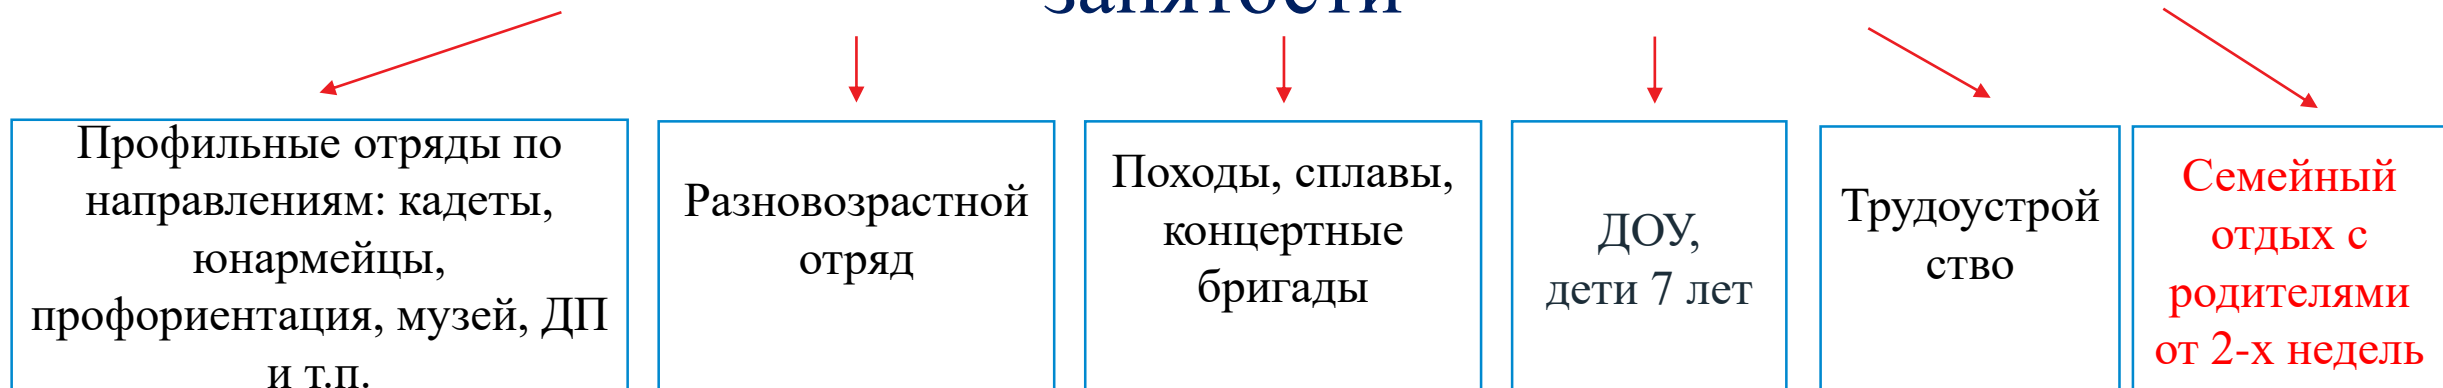 занятости
Профильные отряды по
направлениям: кадеты,
юнармейцы,
профориентация, музей, ДП
и т.п.
Разновозрастной
отряд
Походы, сплавы,
концертные
бригады
ДОУ,
дети 7 лет
Трудоустрой
ство
Семейный
отдых с
родителями
от 2-х недель